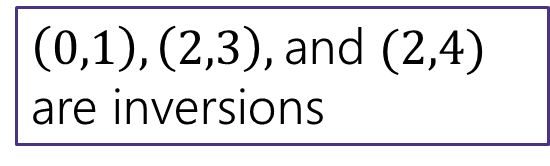 (0,1), (2,3), and (2,4)
are inversions